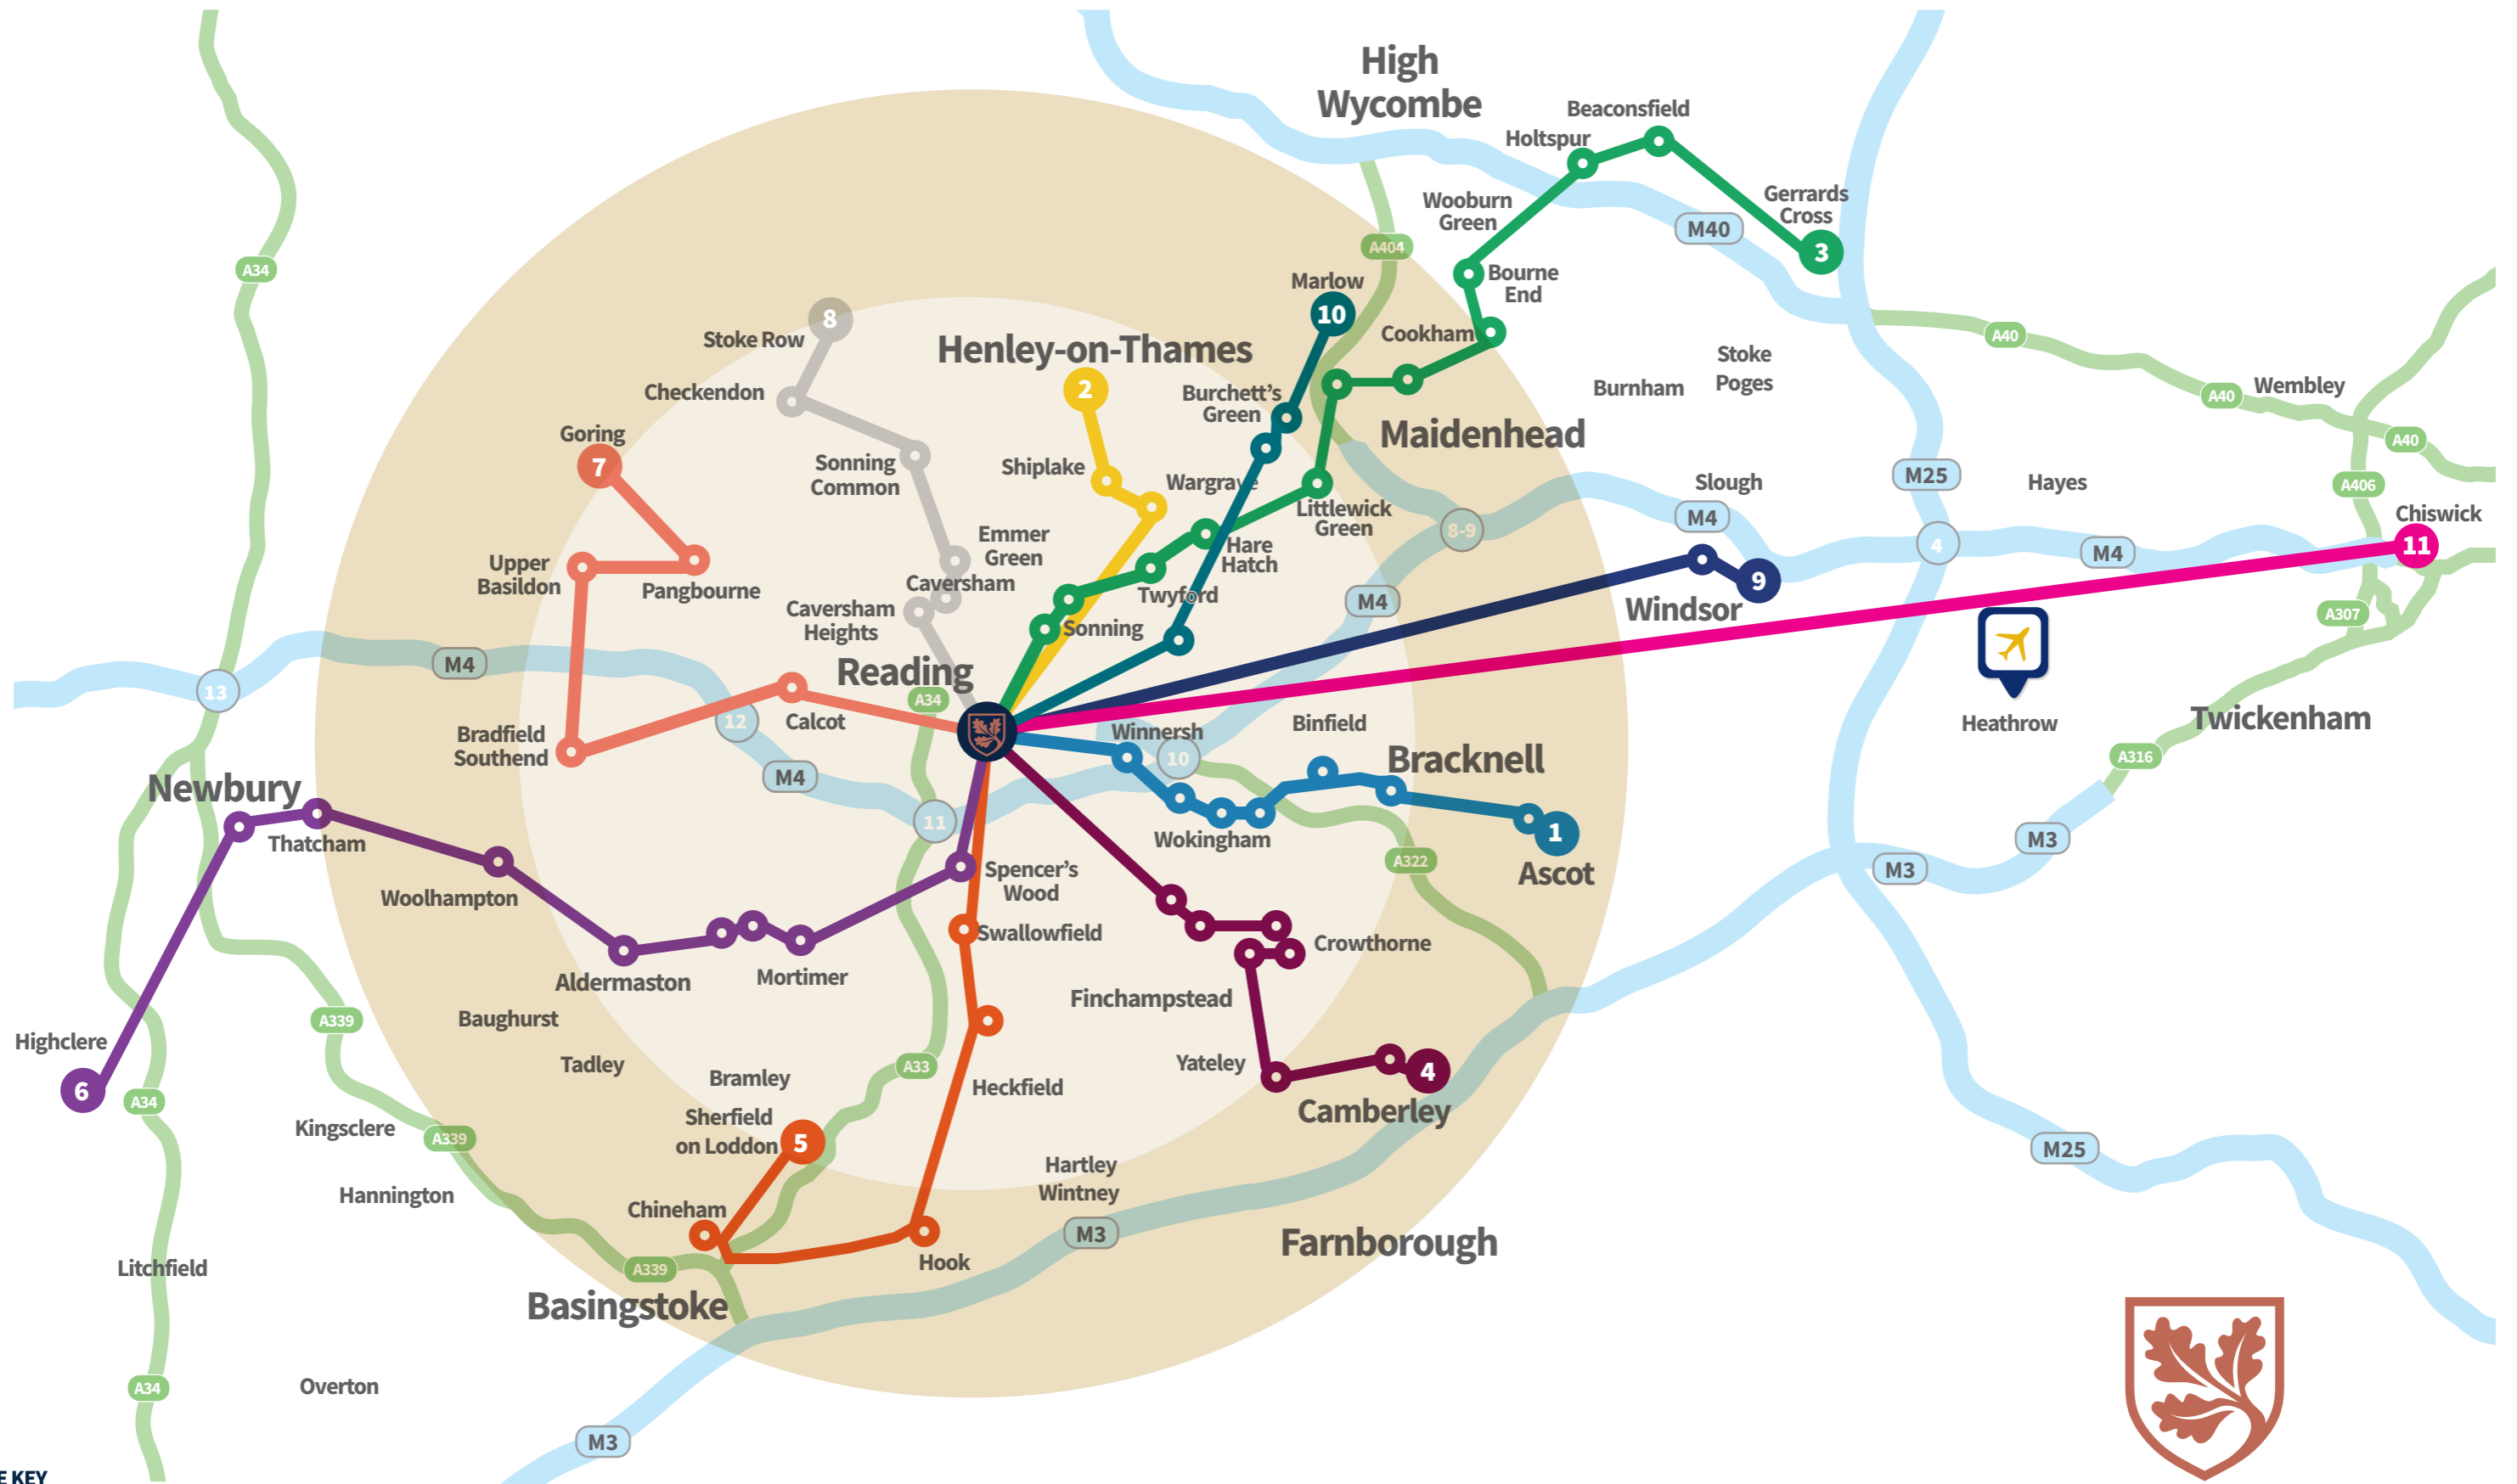 High
Wycombe
Beaconsfield
Holtspur
Gerrards
Cross
Wooburn
Green
M40
3
A34
A404
Bourne
End
Marlow
10
8
Stoke Row
Henley-on-Thames
Cookham
A40
Stoke
Poges
Burnham
Wembley
A40
Checkendon
2
Burchett's
Green
Maidenhead
A40
Goring
7
Sonning
Common
Shiplake
Wargrave
Slough
M25
Hayes
A406
Littlewick
Green
M4
Chiswick
11
8-9
Emmer
Green
Hare
Hatch
4
M4
Upper
Basildon
Pangbourne
Caversham
Twyford
9
Caversham
Heights
Sonning
M4
Windsor
A307
M4
Reading
13
A34
12
Calcot
Heathrow
Twickenham
Bradfield
Southend
Winnersh
Binfield
10
Bracknell
A316
M4
Newbury
11
Wokingham
1
Thatcham
A322
Ascot
M3
M3
Woolhampton
Spencer's
Wood
Swallowfield
Crowthorne
Aldermaston
Mortimer
Finchampstead
Baughurst
A339
Highclere
Tadley
A33
Yateley
4
6
A34
Bramley
Heckfield
Camberley
Sherfield
on Loddon
5
Kingsclere
A339
M25
Hartley
Wintney
Hannington
Chineham
M3
Farnborough
Litchfield
A339
Hook
Basingstoke
A34
Overton
M3
E KEY